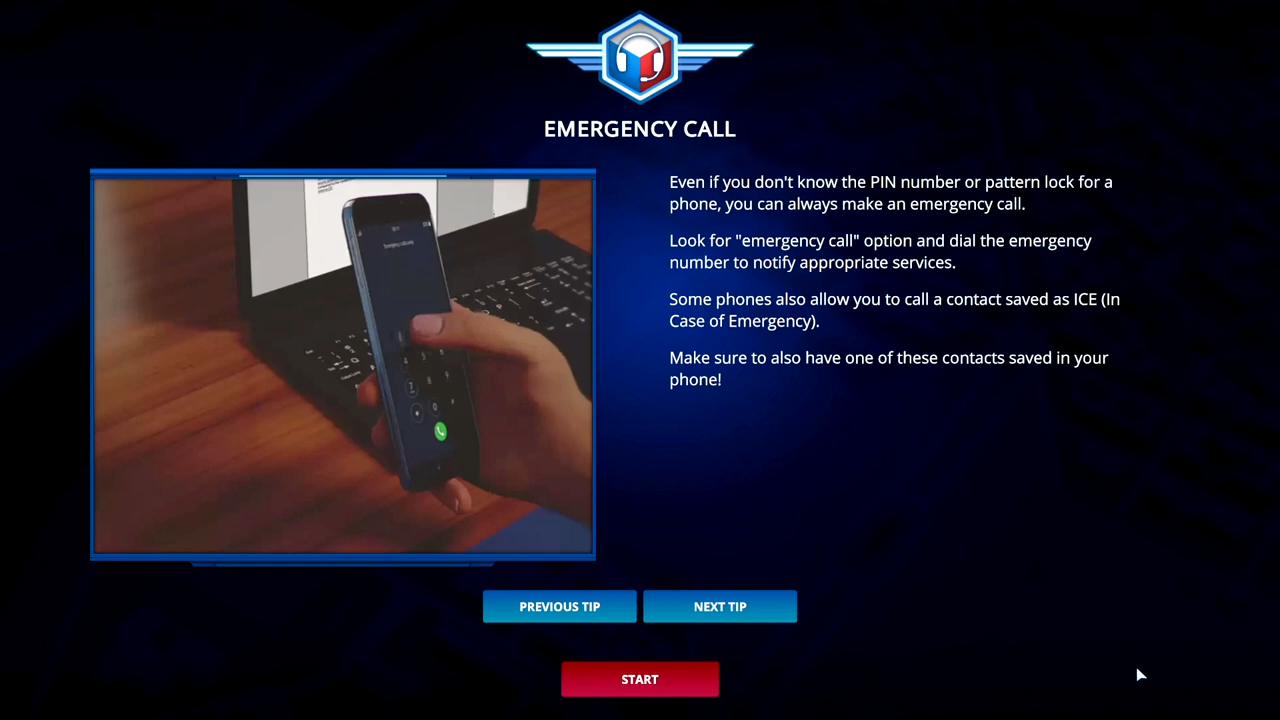 EMERGENCY CALL
Even if you don't know the PIN number or pattern lock for a
phone, you can always make an emergency call.
Look for "emergency call" option and dial the emergency
number to notify appropriate services.
Some phones also allow you to call a contact saved as ICE (In
Case of Emergency).
Make sure to also have one of these contacts saved in your
phone!
PREVIOUS TIP
NEXT TIP
START